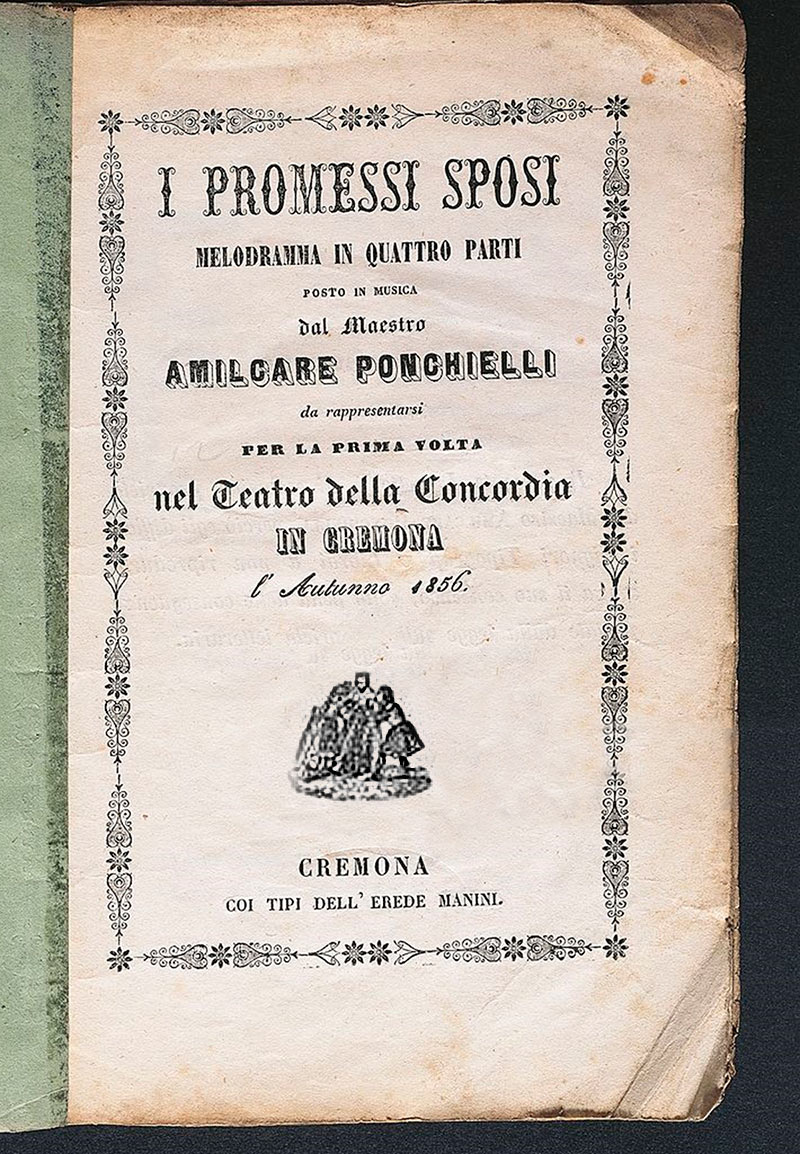 I PROMESSI SPOSI
MELODRAMMA IN QUATTRO PARTI
POSTO IN MUSICA
dal Maestro
AMILCARE PONCHIELLI
da rappresentarsi
PER LA PRIMA VOLTA
nel Teatro della Concordia
IN CREMONA
l' Autunno 1856.
CREMONA
COI TIPI DELL' EREDE MANINI.